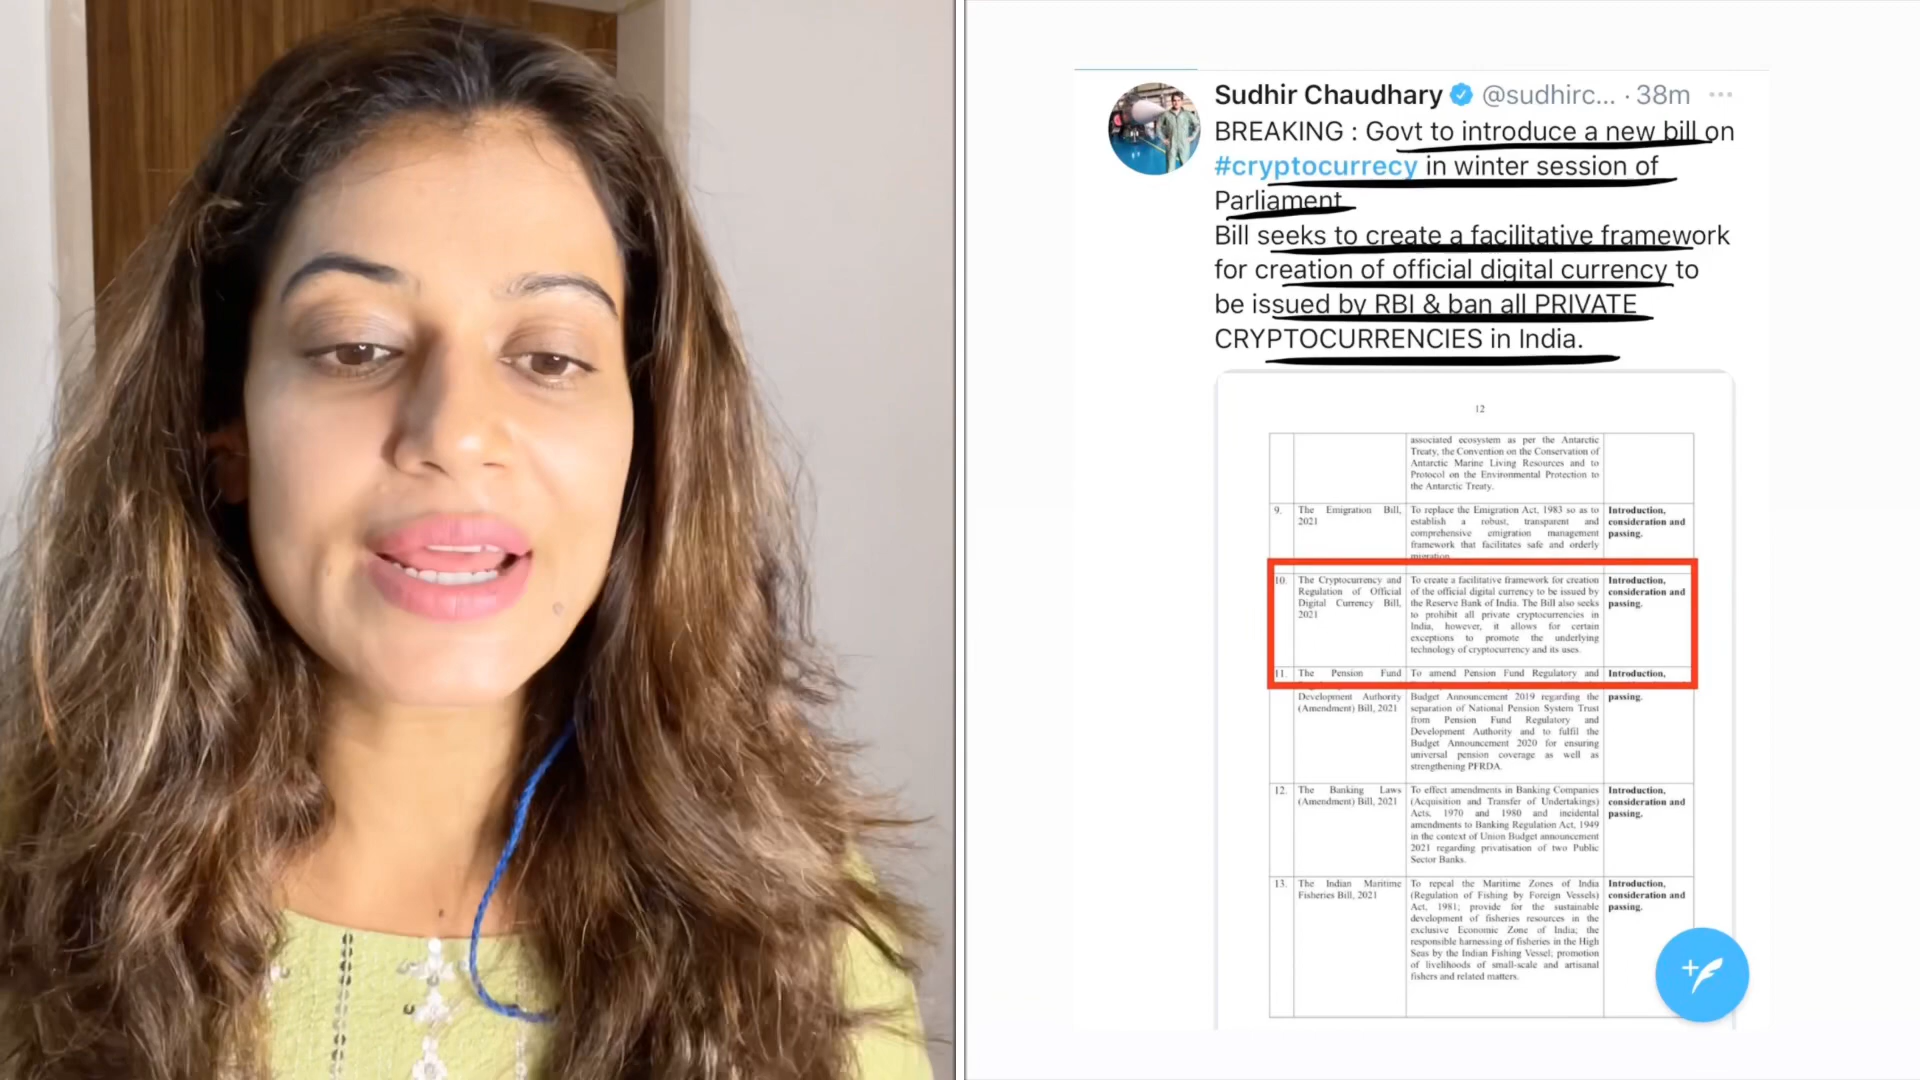 Sudhir Chaudhary @sudhirc... · 38m ...
BREAKING : Govt to introduce a new bill on
#cryptocurrecy in winter session of
Parliament
Bill seeks to create a facilitative framework
for creation of official digital currency to
be issued by RBI & ban all PRIVATE
CRYPTOCURRENCIES in India.
12
associated ecosystem as per the Antarctic
Treaty, the Convention on the Conservation of
Antarctic Marine Living Resources and to
Protocol on the Environmental Protection to
the Antarctic Treaty.
9. The Emigration Bill, To replace the Emigration Act, 1983 so as to Introduction,
2021 establish a robust, transparent and consideration and
comprehensive emigration management passing.
framework that facilitates safe and orderly
migration.
10. The Cryptocurrency and To create a facilitative framework for creation Introduction,
Regulation of Official of the official digital currency to be issued by consideration and
Digital Currency Bill, the Reserve Bank of India. The Bill also seeks passing.
2021 to prohibit all private cryptocurrencies in
India, however, it allows for certain
exceptions to promote the underlying
technology of cryptocurrency and its uses.
11. The Pension Fund To amend Pension Fund Regulatory and Introduction,
Development Authority Budget Announcement 2019 regarding the passing.
(Amendment) Bill, 2021 separation of National Pension System Trust
from Pension Fund Regulatory and
Development Authority and to fulfil the
Budget Announcement 2020 for ensuring
universal pension coverage as well as
strengthening PFRDA.
12. The Banking Laws To effect amendments in Banking Companies Introduction,
(Amendment) Bill, 2021 (Acquisition and Transfer of Undertakings) consideration and
Acts, 1970 and 1980 and incidental passing.
amendments to Banking Regulation Act, 1949
in the context of Union Budget announcement
2021 regarding privatisation of two Public
Sector Banks.
13. The Indian Maritime To repeal the Maritime Zones of India Introduction,
Fisheries Bill, 2021 (Regulation of Fishing by Foreign Vessels) consideration and
Act, 1981; provide for the sustainable passing.
development of fisheries resources in the
exclusive Economic Zone of India; the
responsible harnessing of fisheries in the High
Seas by the Indian Fishing Vessel; promotion
of livelihoods of small-scale and artisanal
fishers and related matters.